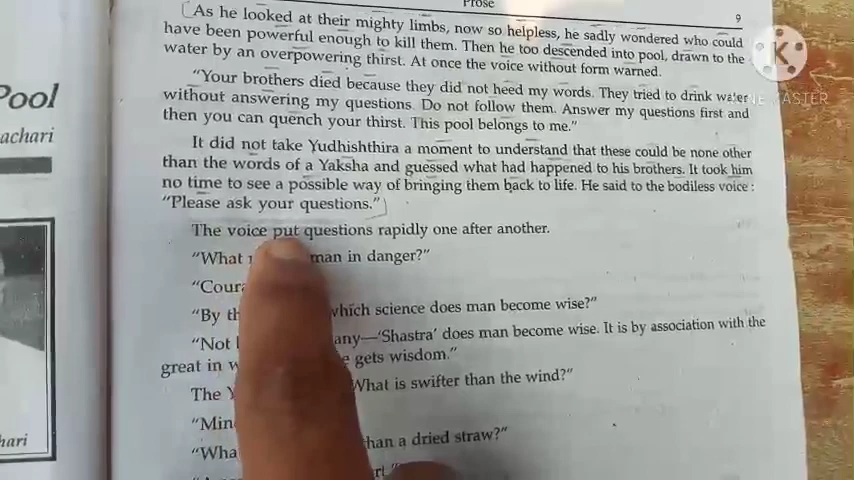 Prose
9
As he looked at their mighty limbs, now so helpless, he sadly wondered who could
have been powerful enough to kill them. Then he too descended into pool, drawn to the
water by an overpowering thirst. At once the voice without form warned.
"Your brothers died because they did not heed my words. They tried to drink water
without answering my questions. Do not follow them. Answer my questions first and
then you can quench your thirst. This pool belongs to me."
It did not take Yudhishthira a moment to understand that these could be none other
than the words of a Yaksha and guessed what had happened to his brothers. It took him
no time to see a possible way of bringing them back to life. He said to the bodiless voice :
"Please ask your questions."
The voice put questions rapidly one after another.
"What man in danger?"
"Coura
"By th which science does man become wise?"
"Not any—'Shastra' does man become wise. It is by association with the
great in w gets wisdom."
The Y What is swifter than the wind?"
"Min
"Wha than a dried straw?"
Pool
achari
hari
K
NE MASTER